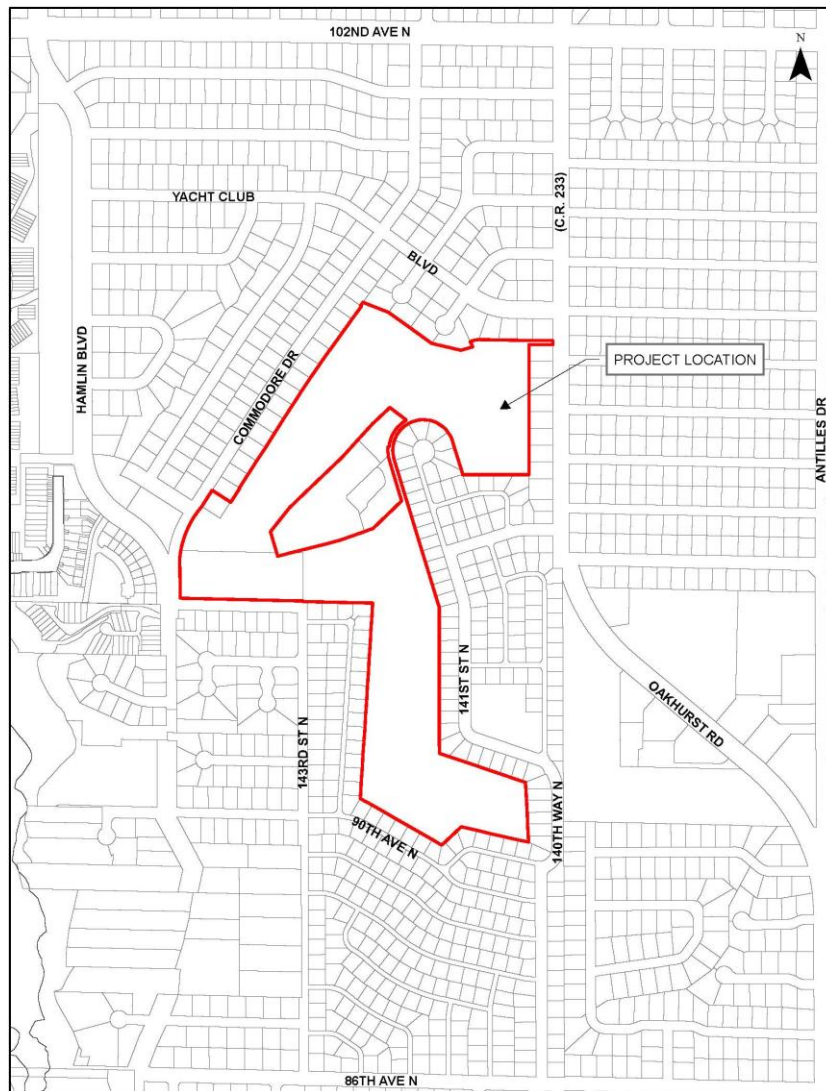 102ND AVE N
N
YACHT CLUB
(C.R. 233)
BLVD
HAMLIN BLVD
PROJECT LOCATION
COMMODORE DR
ANTILLES DR
141ST ST N
OAKHURST RD
143RD ST N
90TH AVE N
140TH WAY N
86TH AVE N